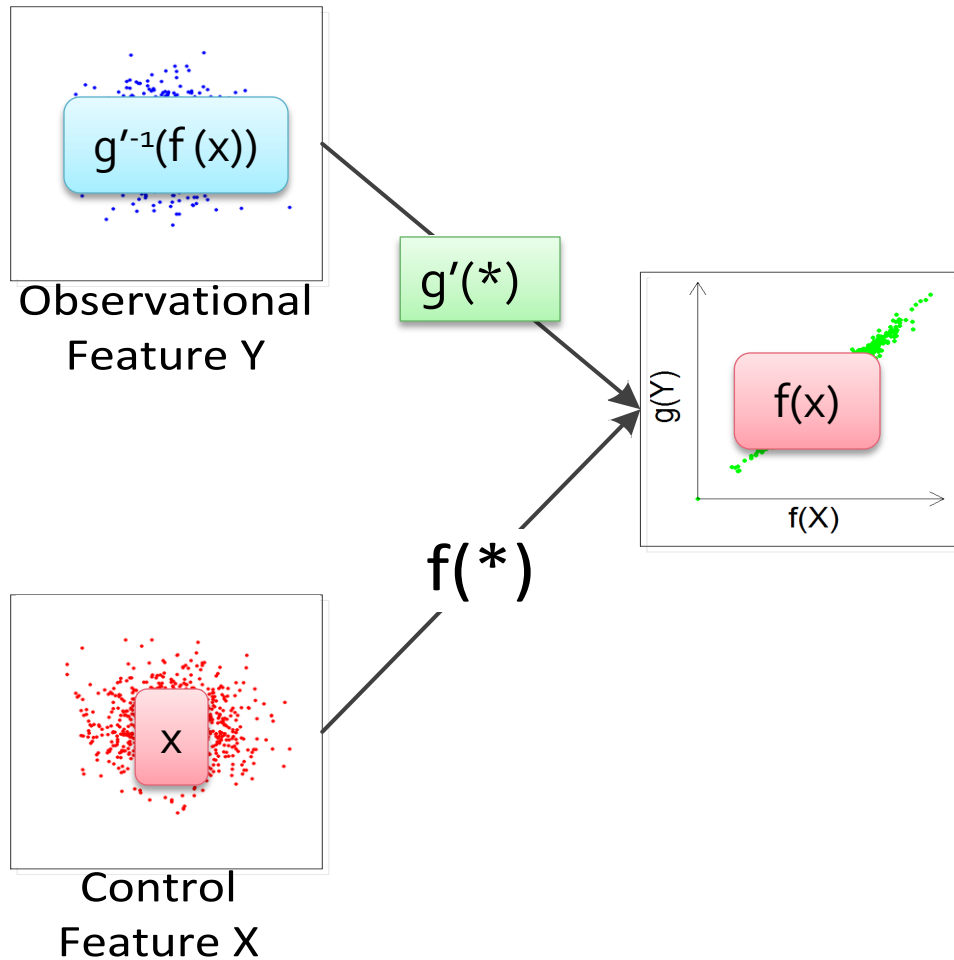 g′⁻¹(f (x))
Observational
Feature Y
g′(*)
g(Y)
f(x)
f(X)
f(*)
x
Control
Feature X